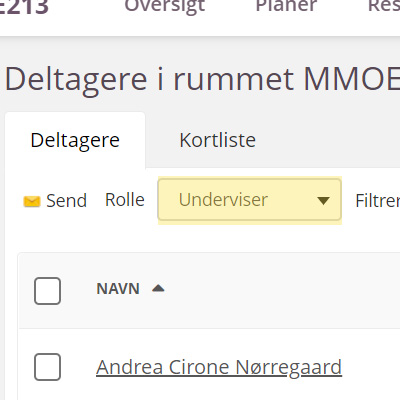 E213 Oversigt Planer Res
Deltagere i rummet MMOE
Deltagere Kortliste
Send Rolle Underviser Filtrer
NAVN
Andrea Cirone Nørregaard